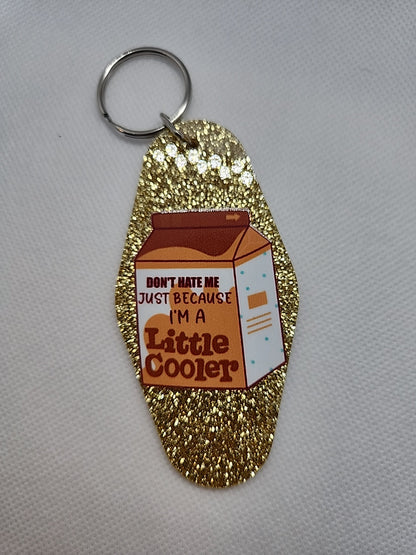 DON'T HATE ME
JUST BECAUSE
I'M A
Little
Cooler